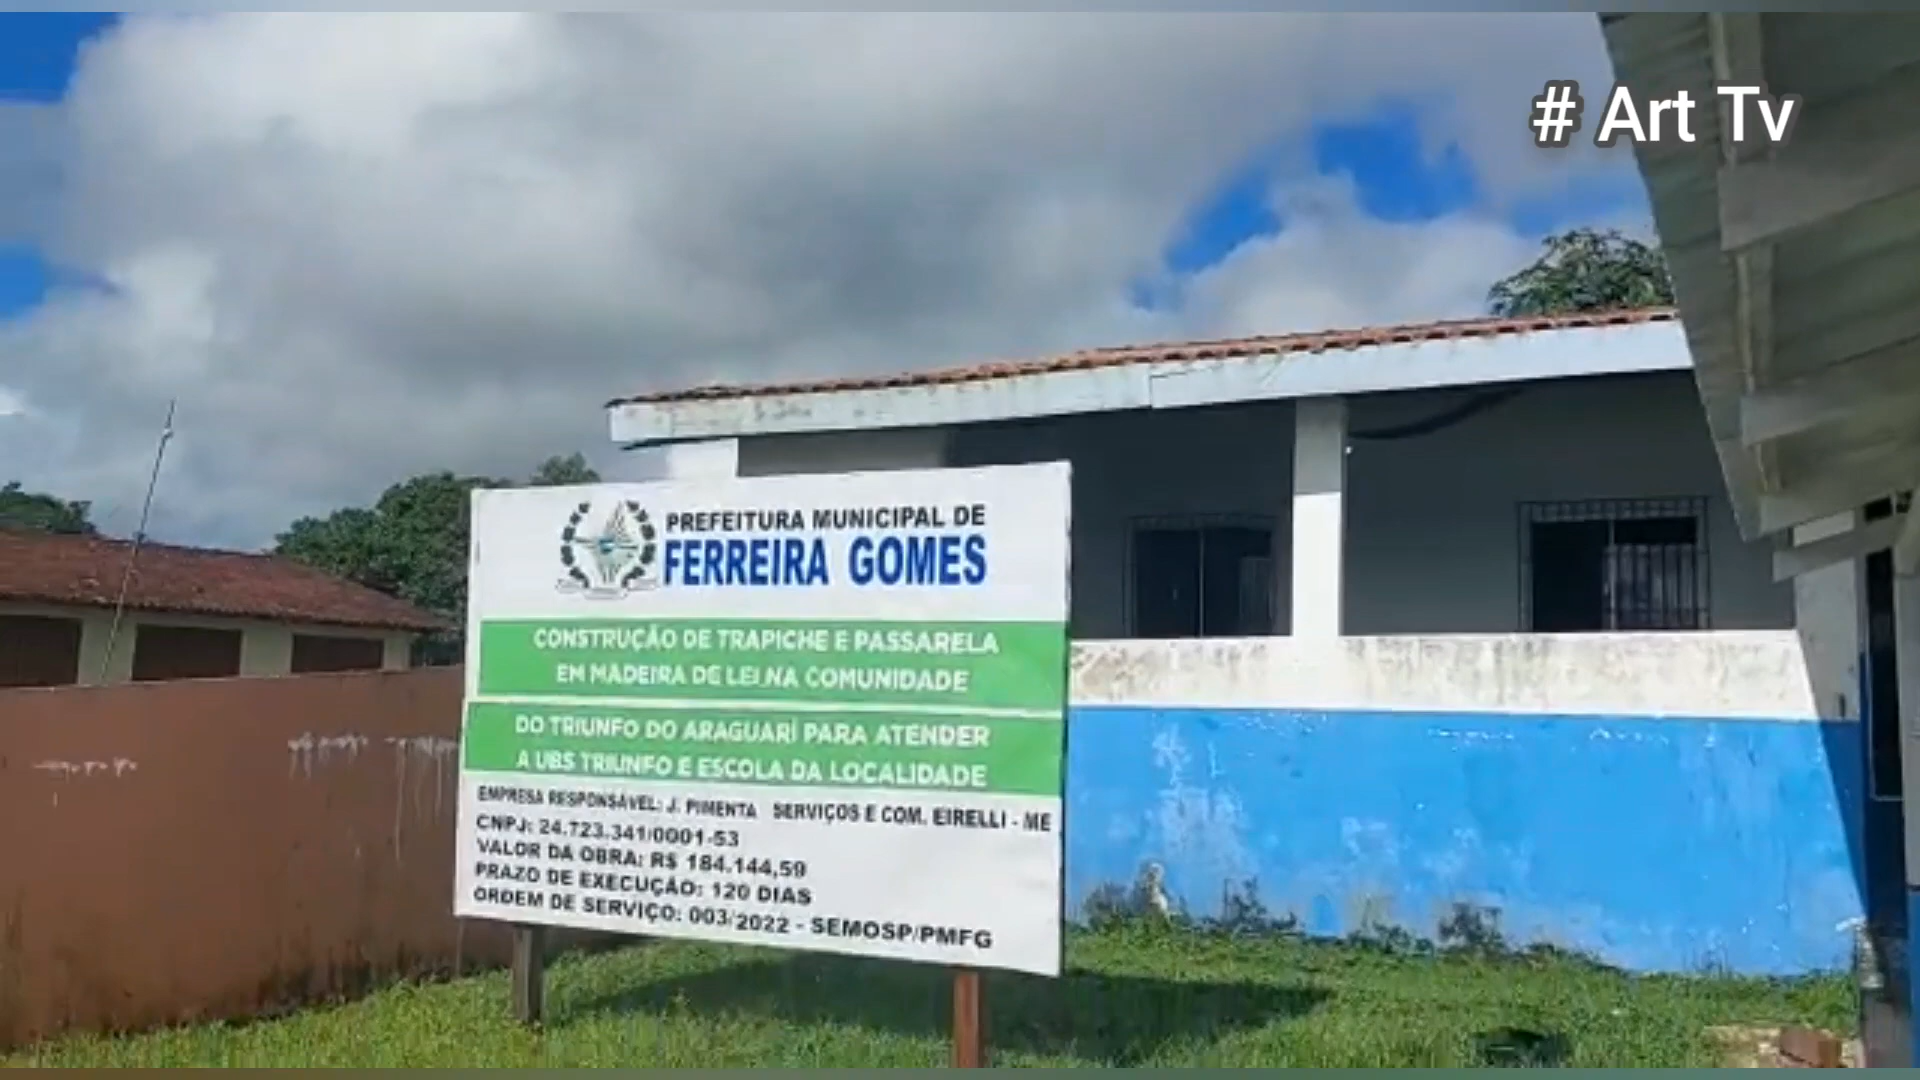 # Art Tv
PREFEITURA MUNICIPAL DE
FERREIRA GOMES
CONSTRUÇÃO DE TRAPICHE E PASSARELA
EM MADEIRA DE LEI NA COMUNIDADE
DO TRIUNFO DO ARAGUARÍ PARA ATENDER
A UBS TRIUNFO E ESCOLA DA LOCALIDADE
EMPRESA RESPONSÁVEL: J. PIMENTA SERVIÇOS E COM. EIRELLI - ME
CNPJ: 24.723.341/0001-53
VALOR DA OBRA: R$ 184.144,59
PRAZO DE EXECUÇÃO: 120 DIAS
ORDEM DE SERVIÇO: 003/2022 - SEMOSP/PMFG